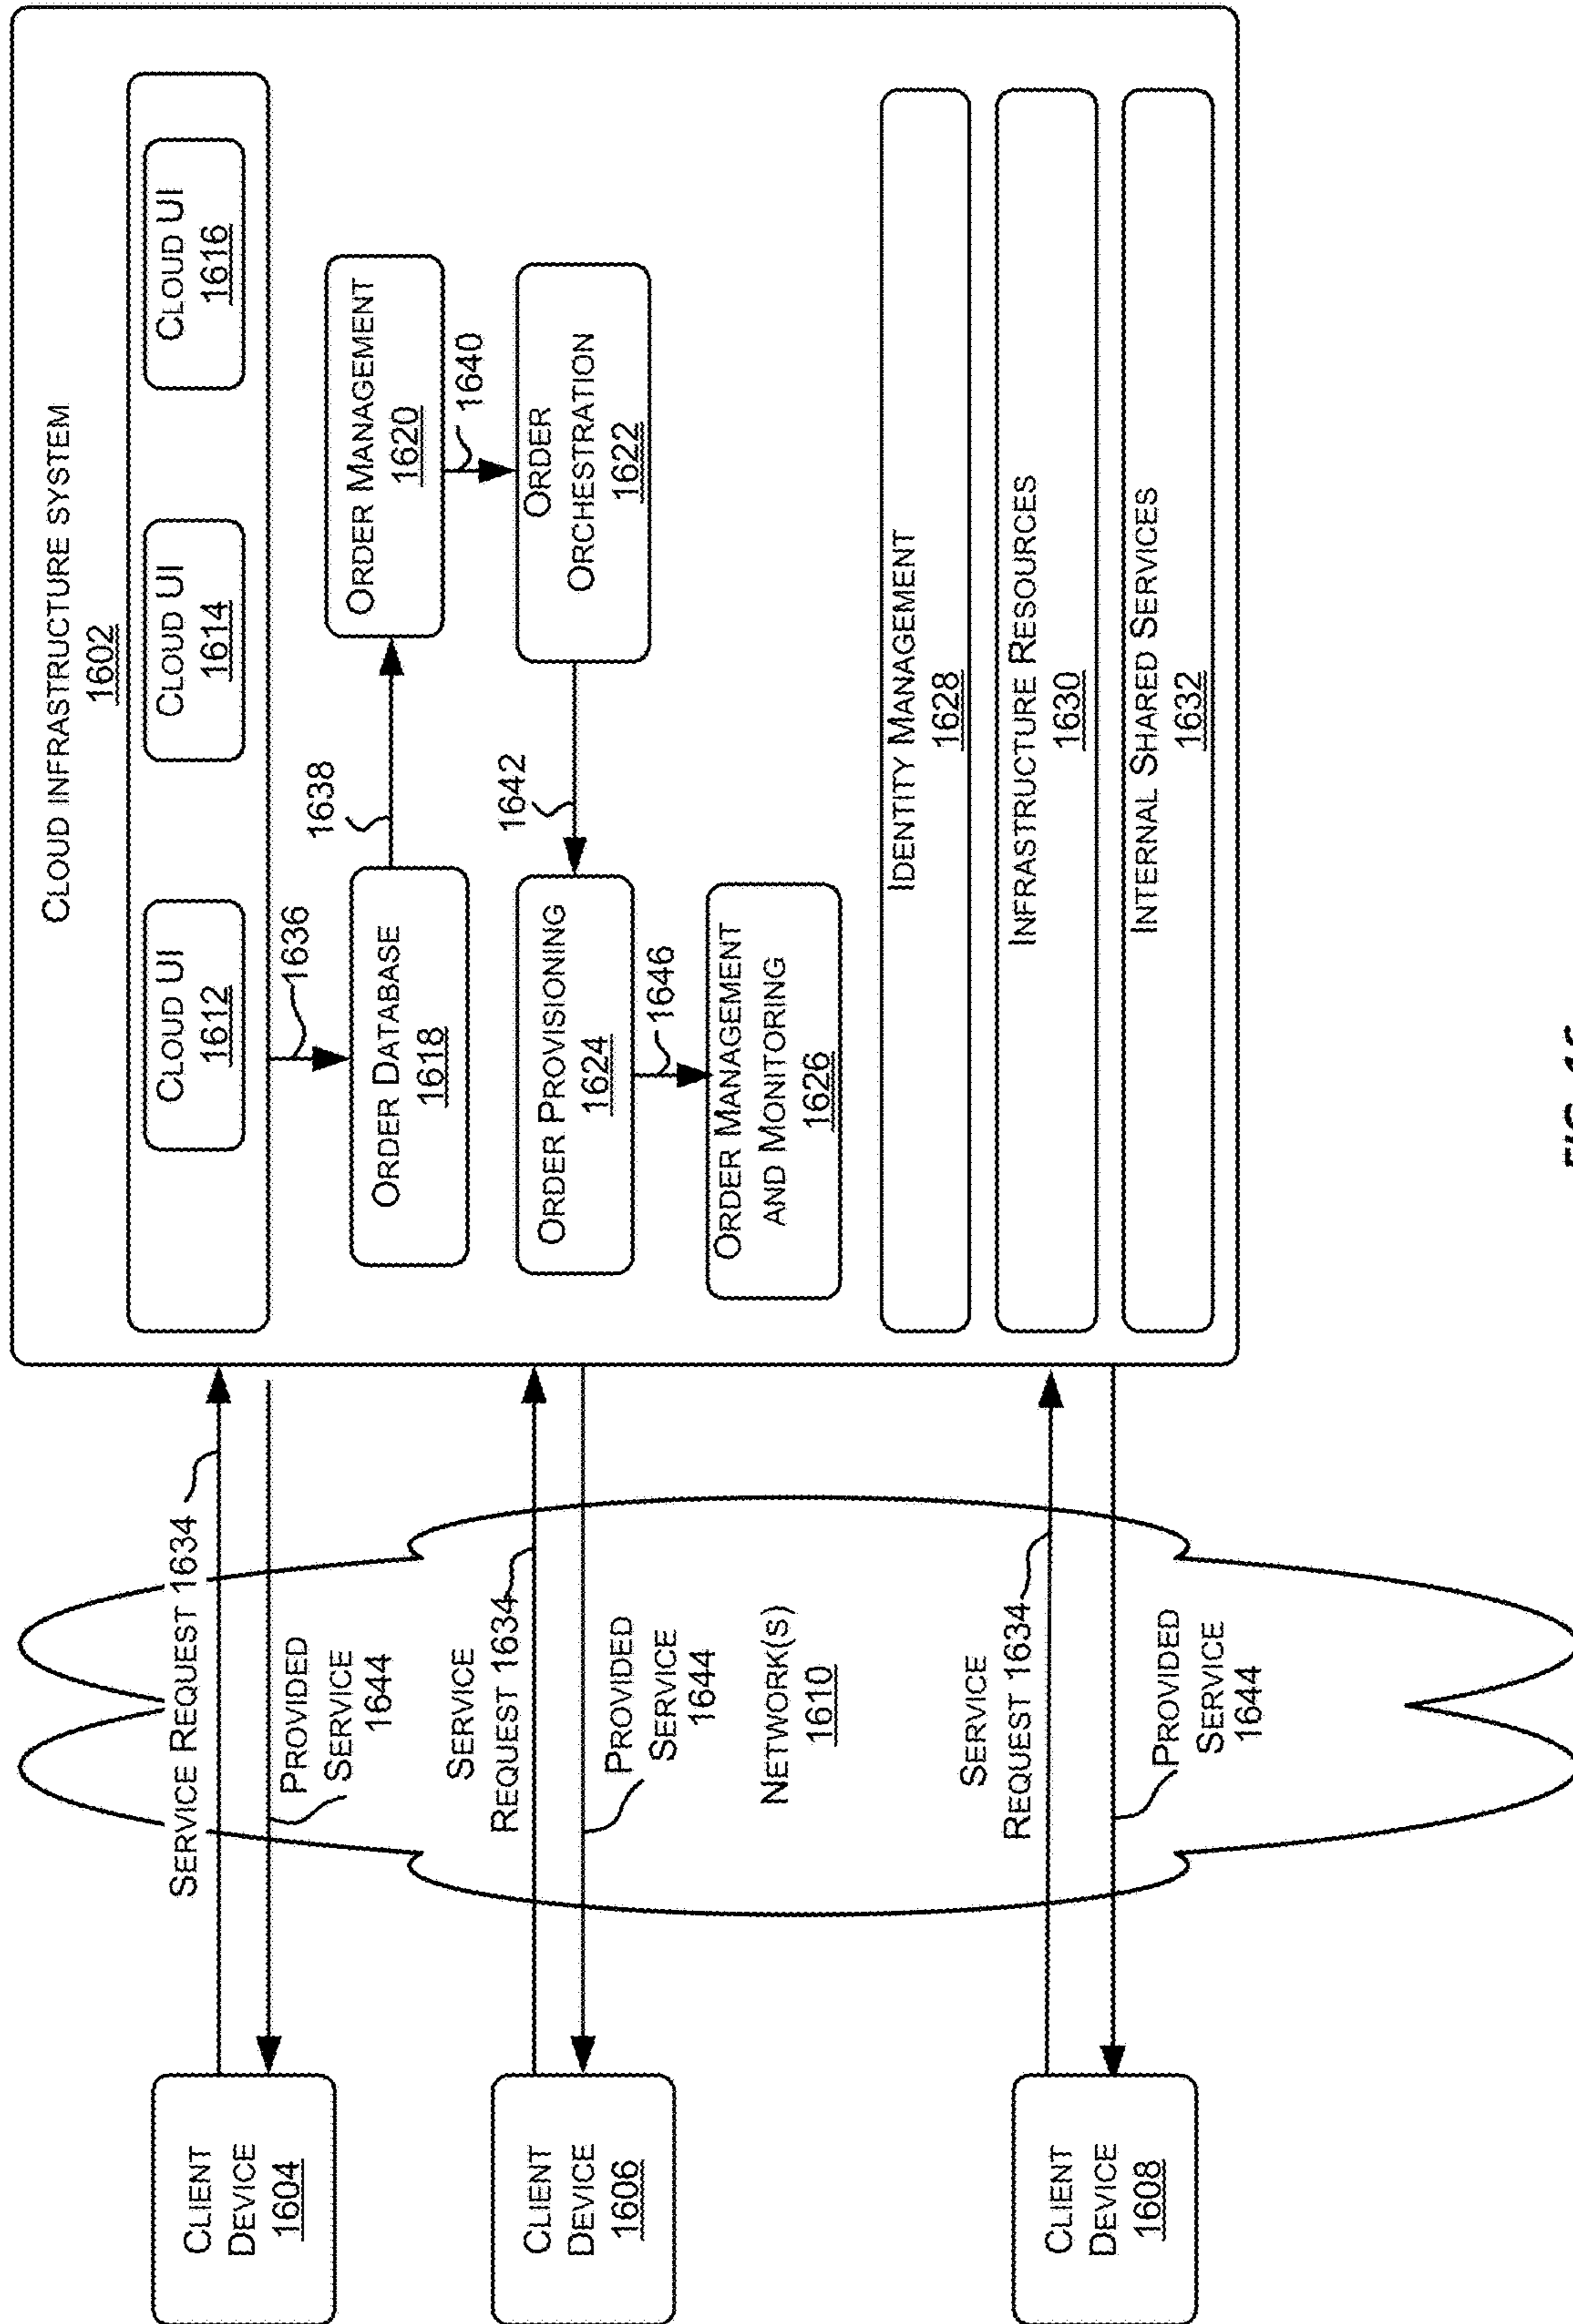 CLOUD INFRASTRUCTURE SYSTEM
1602
CLOUD UI
1612
CLOUD UI
1614
CLOUD UI
1616
1636
ORDER DATABASE
1618
1638
ORDER MANAGEMENT
1620
1640
ORDER
ORCHESTRATION
1622
1642
ORDER PROVISIONING
1624
1646
ORDER MANAGEMENT
AND MONITORING
1626
IDENTITY MANAGEMENT
1628
INFRASTRUCTURE RESOURCES
1630
INTERNAL SHARED SERVICES
1632
CLIENT
DEVICE
1604
SERVICE REQUEST 1634
PROVIDED
SERVICE
1644
CLIENT
DEVICE
1606
SERVICE
REQUEST 1634
PROVIDED
SERVICE
1644
NETWORK(S)
1610
CLIENT
DEVICE
1608
SERVICE
REQUEST 1634
PROVIDED
SERVICE
1644